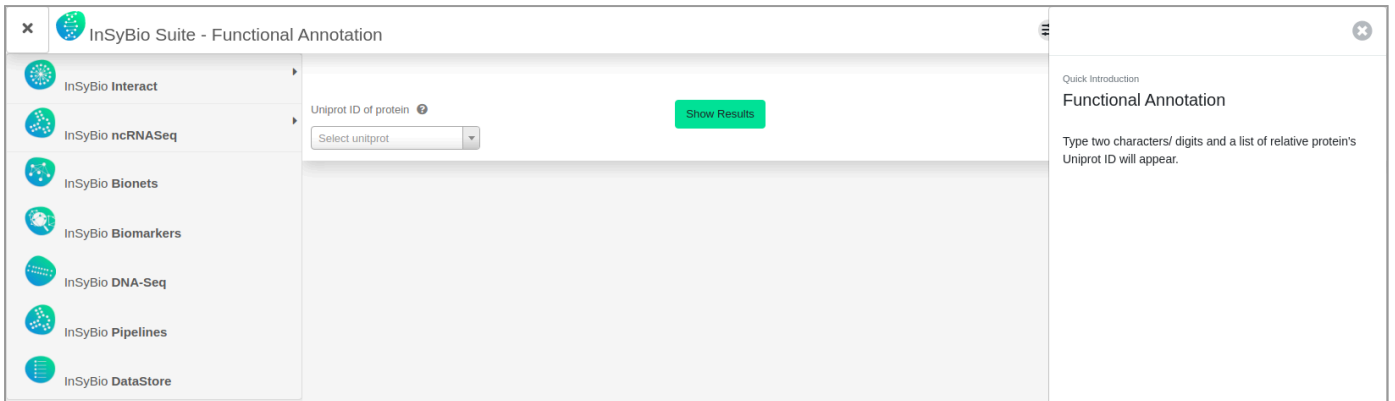 InSyBio Suite - Functional Annotation
InSyBio Interact
InSyBio ncRNASeq
InSyBio Bionets
InSyBio Biomarkers
InSyBio DNA-Seq
InSyBio Pipelines
InSyBio DataStore
Uniprot ID of protein
Select unitprot
Show Results
Quick Introduction
Functional Annotation
Type two characters/ digits and a list of relative protein's
Uniprot ID will appear.